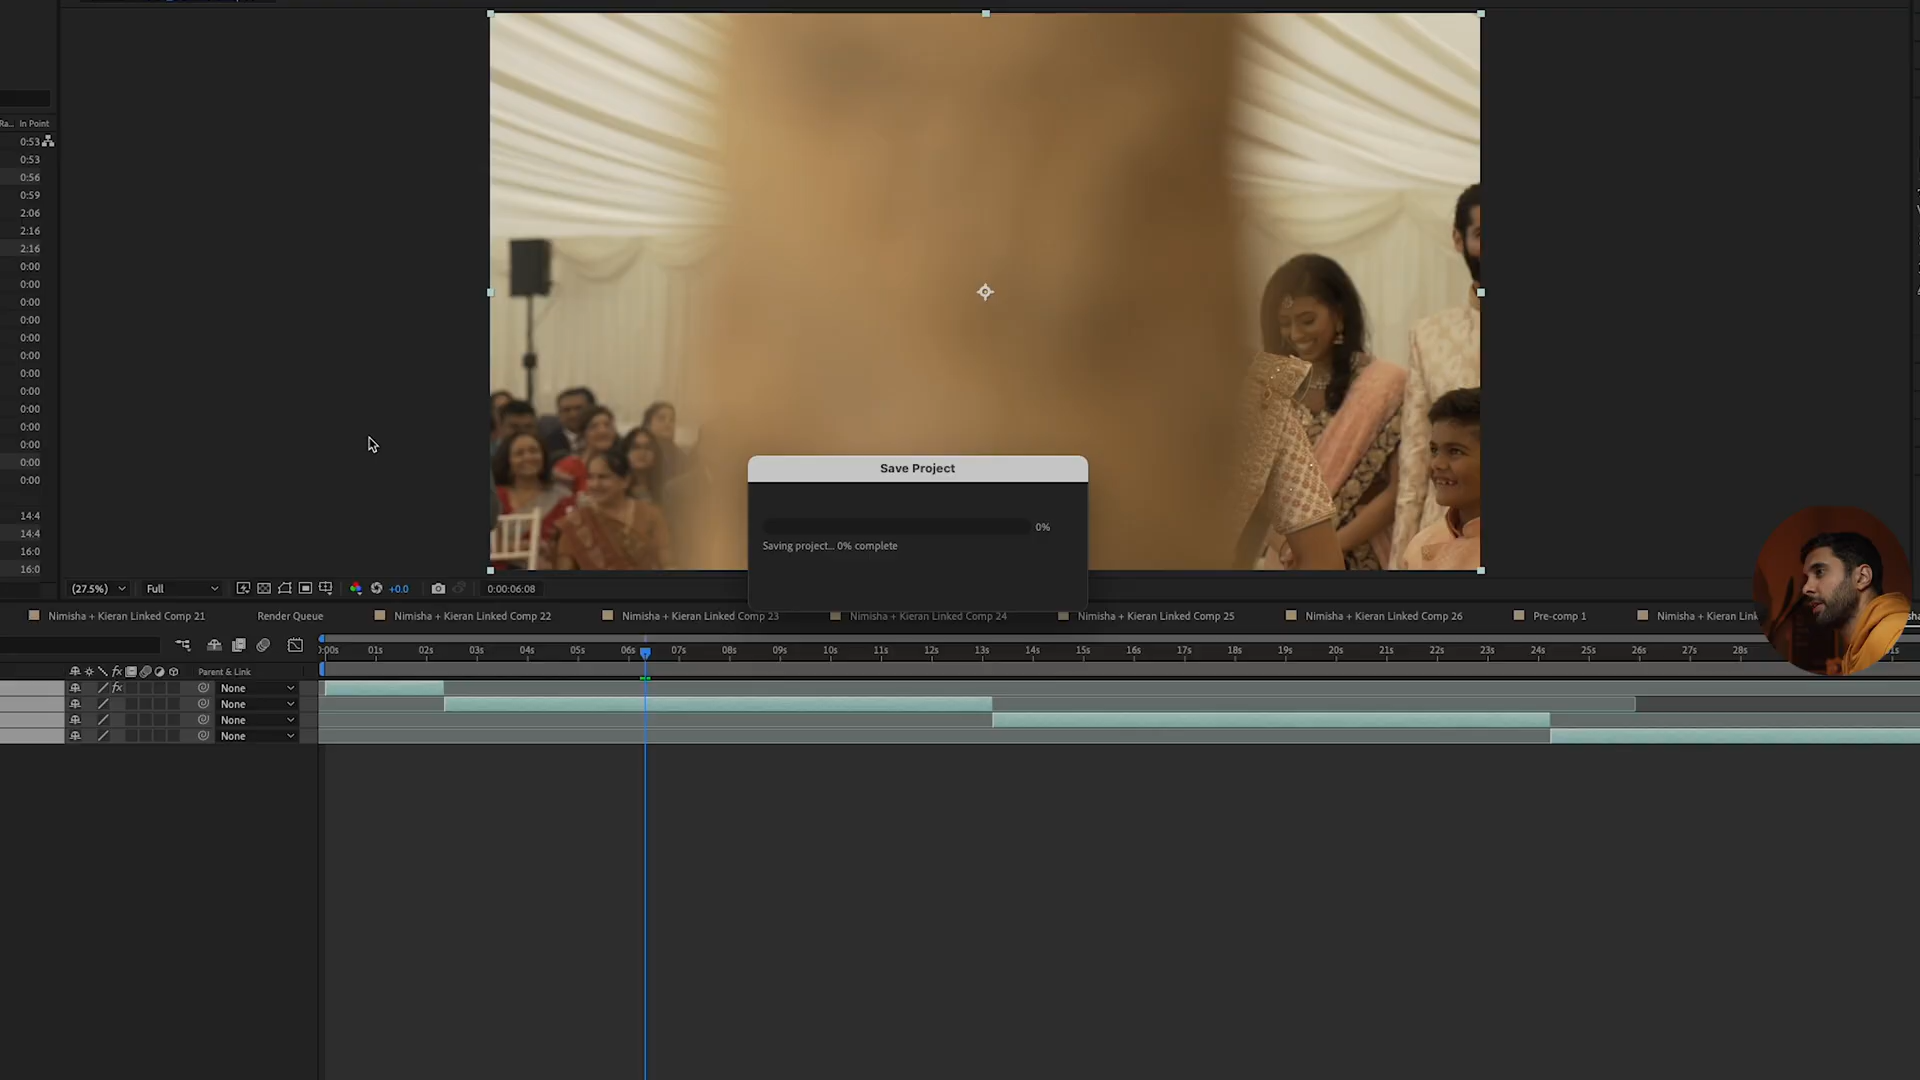 Ra... In Point
0:53
0:53
0:56
0:59
2:06
2:16
2:16
0:00
0:00
0:00
0:00
0:00
0:00
0:00
0:00
0:00
0:00
0:00
0:00
0:00
14:4
14:4
16:0
16:0
Save Project
0%
Saving project... 0% complete
(27.5%) Full +0.0 0:00:06:08
Nimisha + Kieran Linked Comp 21 Render Queue Nimisha + Kieran Linked Comp 22 Nimisha + Kieran Linked Comp 23 Nimisha + Kieran Linked Comp 24 Nimisha + Kieran Linked Comp 25 Nimisha + Kieran Linked Comp 26 Pre-comp 1 Nimisha + Kieran Link
0:00s 01s 02s 03s 04s 05s 06s 07s 08s 09s 10s 11s 12s 13s 14s 15s 16s 17s 18s 19s 20s 21s 22s 23s 24s 25s 26s 27s 28s
fx Parent & Link
fx None
None
None
None